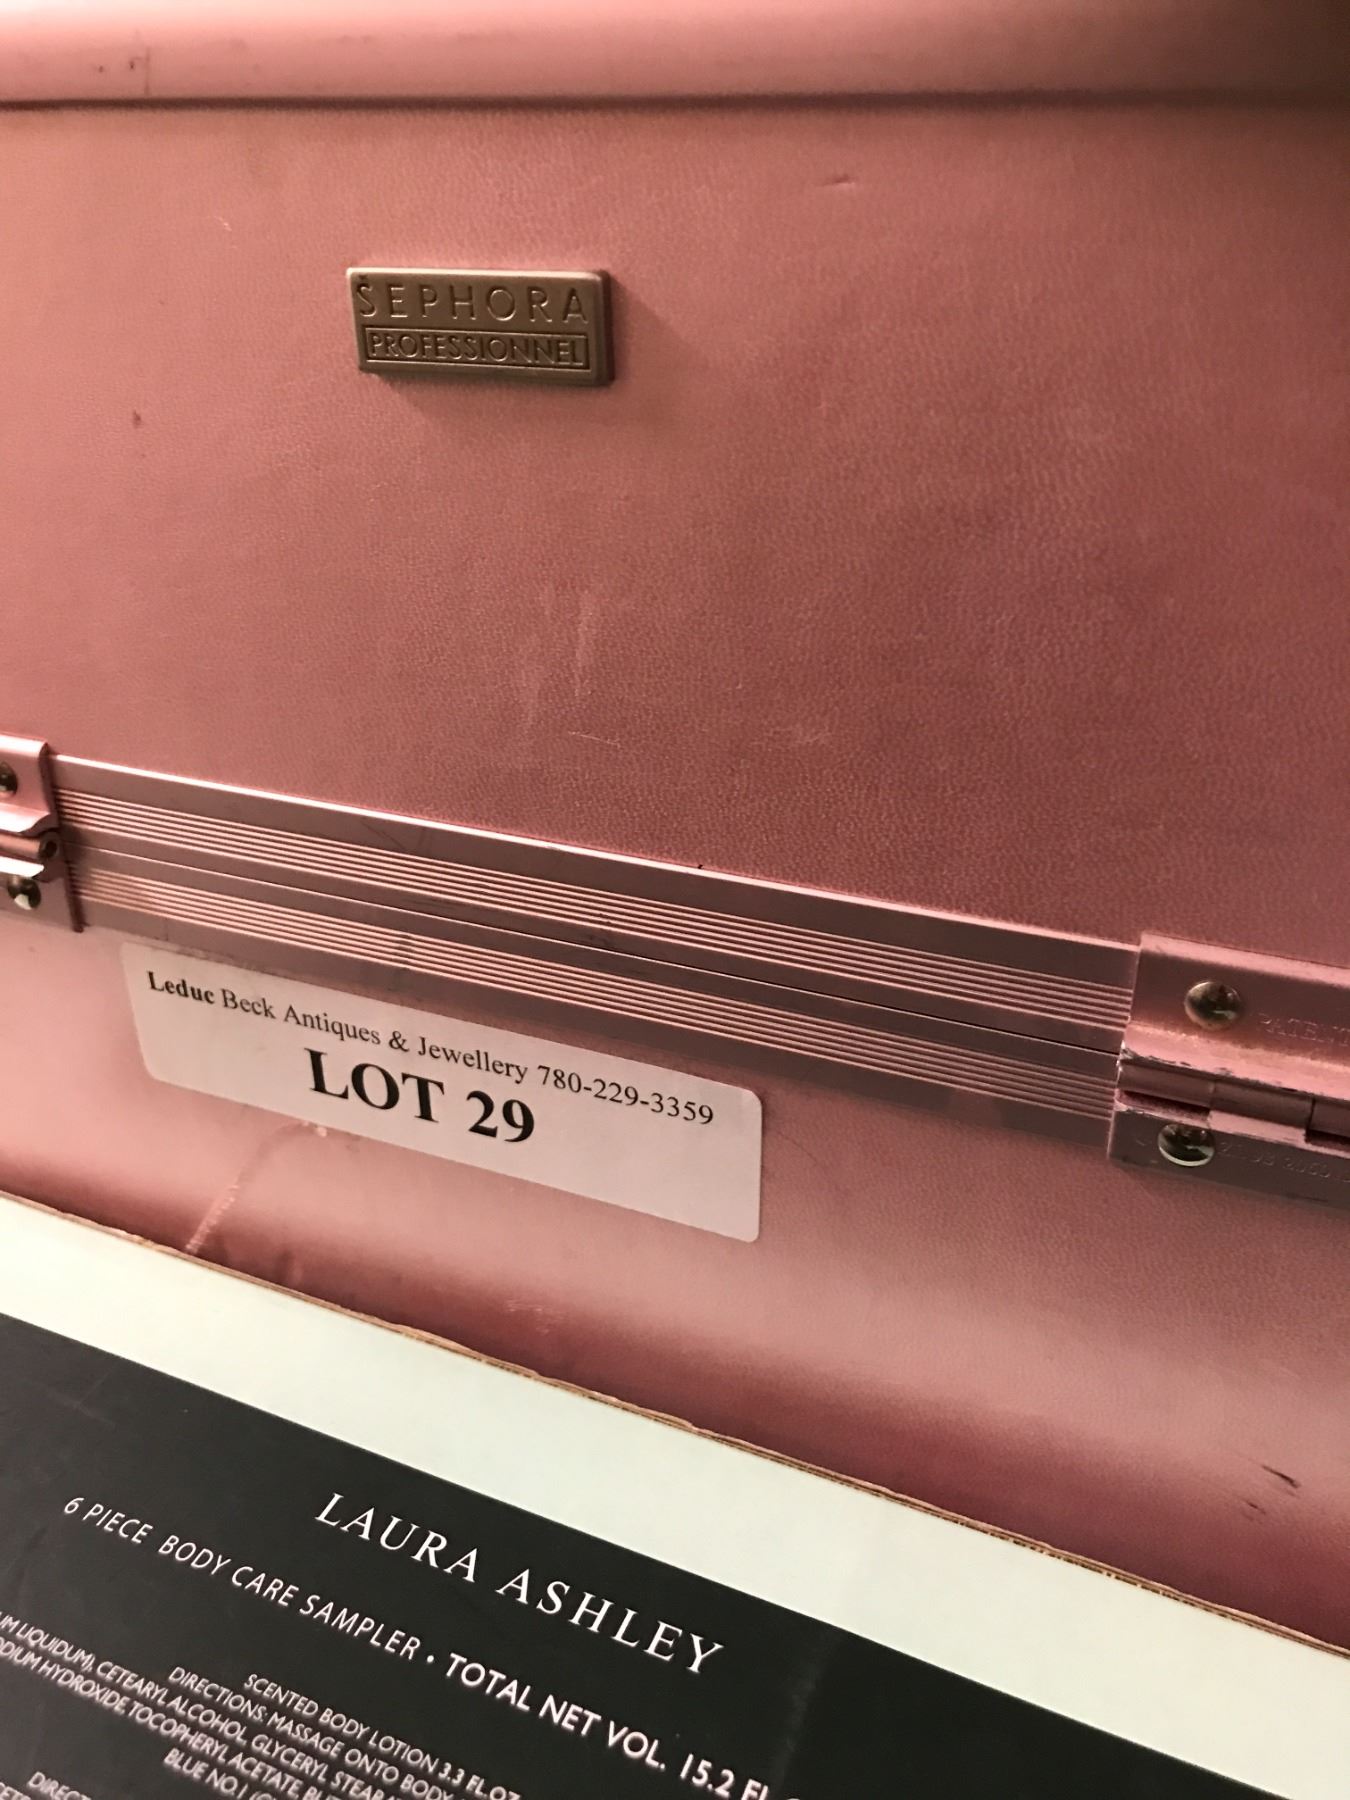 SEPHORA
PROFESSIONNEL
Leduc Beck Antiques & Jewellery 780-229-3359
LOT 29
LAURA ASHLEY
6 PIECE BODY CARE SAMPLER • TOTAL NET VOL. 15.2 FL
SCENTED BODY LOTION 3.3 FL.OZ
DIRECTIONS: MASSAGE ONTO BODY
LIQUIDUM), CETEARYL ALCOHOL, GLYCERYL
HYDROXIDE, TOCOPHERYL ACETATE,
BLUE NO.1